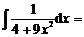 ∫ 1/(4+9x²) dx =